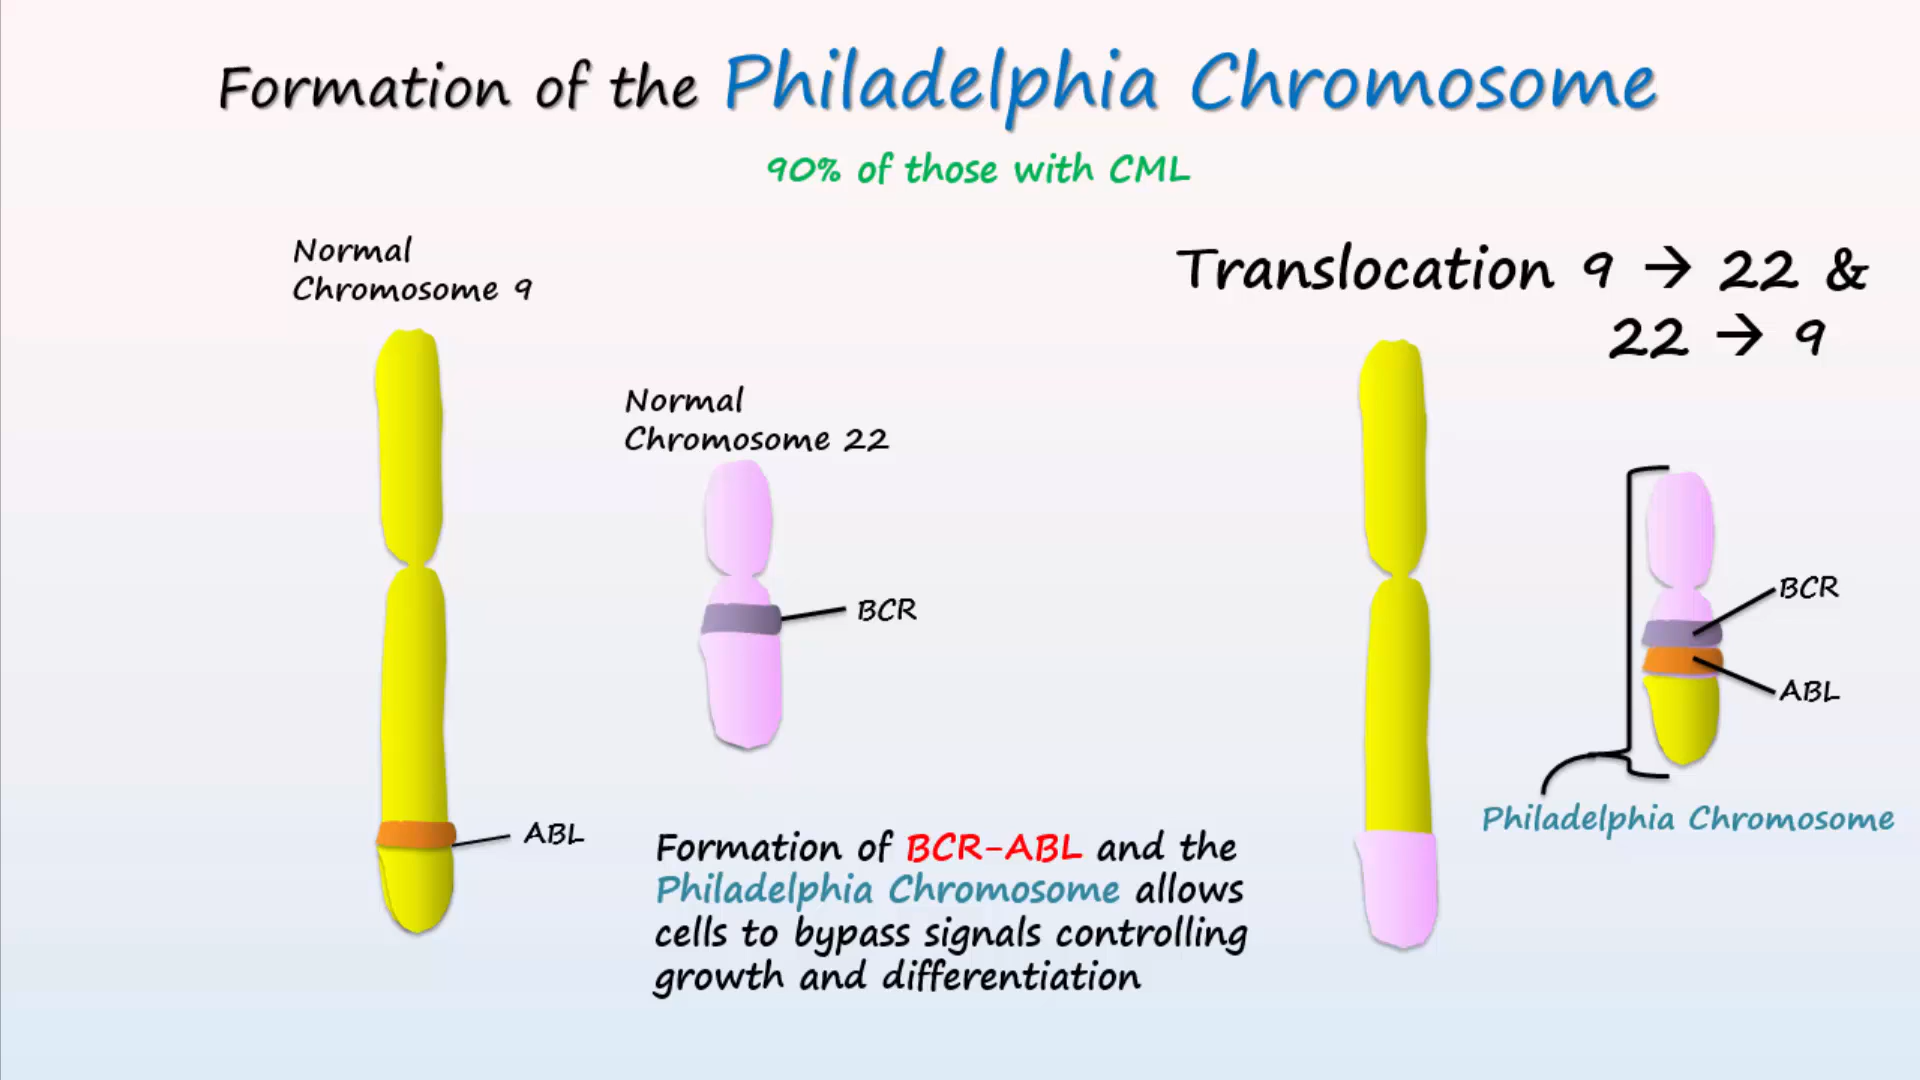 Formation of the Philadelphia Chromosome
90% of those with CML
Normal
Chromosome 9
Translocation 9 → 22 &
22 → 9
Normal
Chromosome 22
BCR
ABL
BCR
ABL
Philadelphia Chromosome
Formation of BCR-ABL and the
Philadelphia Chromosome allows
cells to bypass signals controlling
growth and differentiation